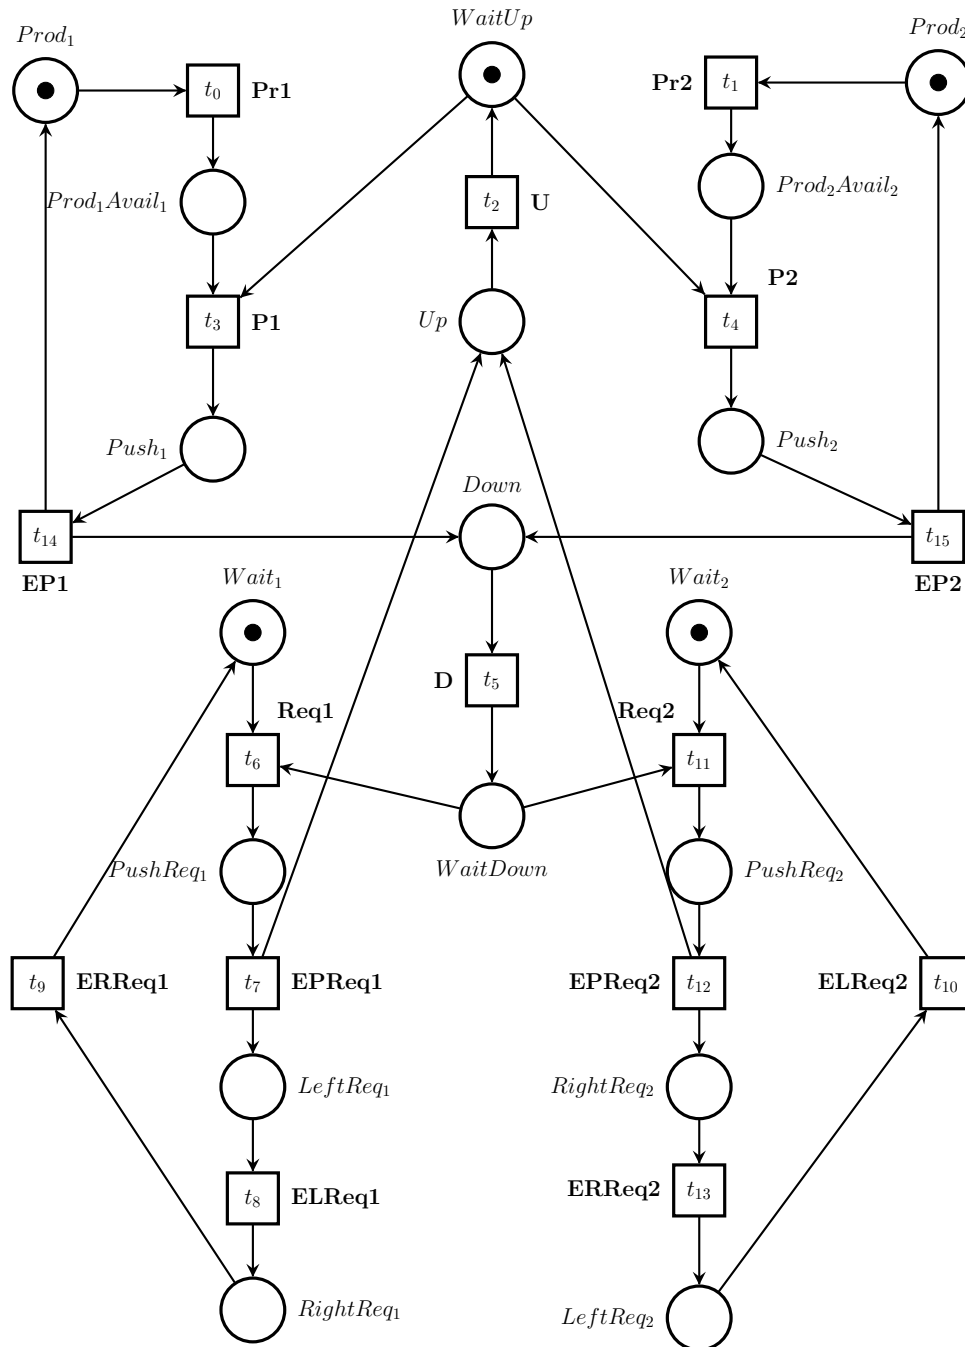 WaitUp
Prod₁
Prod₂
t₀ Pr1
Pr2 t₁
Prod₁Avail₁
t₂ U
Prod₂Avail₂
P2
t₃ P1
Up
t₄
Push₁
Push₂
Down
t₁₄
t₁₅
EP1
EP2
Wait₁
Wait₂
D t₅
Req1
Req2
t₆
t₁₁
PushReq₁
WaitDown
PushReq₂
t₉ ERReq1
t₇ EPReq1
EPReq2 t₁₂
ELReq2 t₁₀
LeftReq₁
RightReq₂
t₈ ELReq1
ERReq2 t₁₃
RightReq₁
LeftReq₂